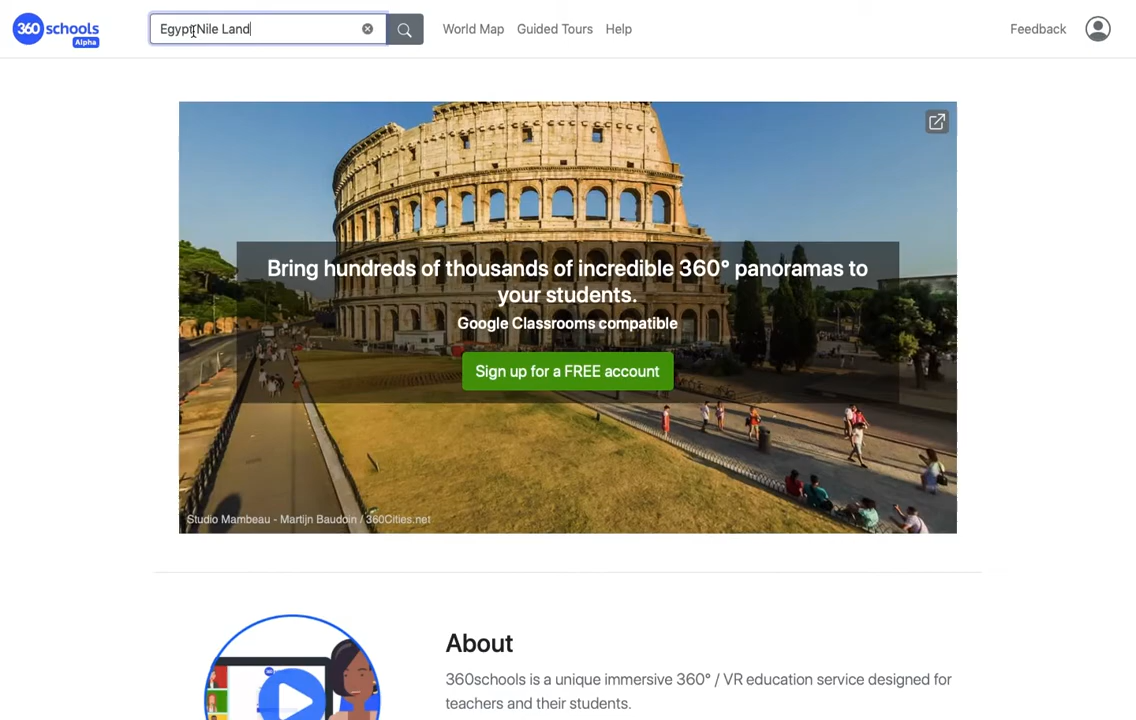 360 schools
Alpha
Egypt Nile Land
World Map
Guided Tours
Help
Feedback
Bring hundreds of thousands of incredible 360° panoramas to
your students.
Google Classrooms compatible
Sign up for a FREE account
Studio Mambeau - Martijn Baudoin / 360Cities.net
About
360schools is a unique immersive 360° / VR education service designed for
teachers and their students.